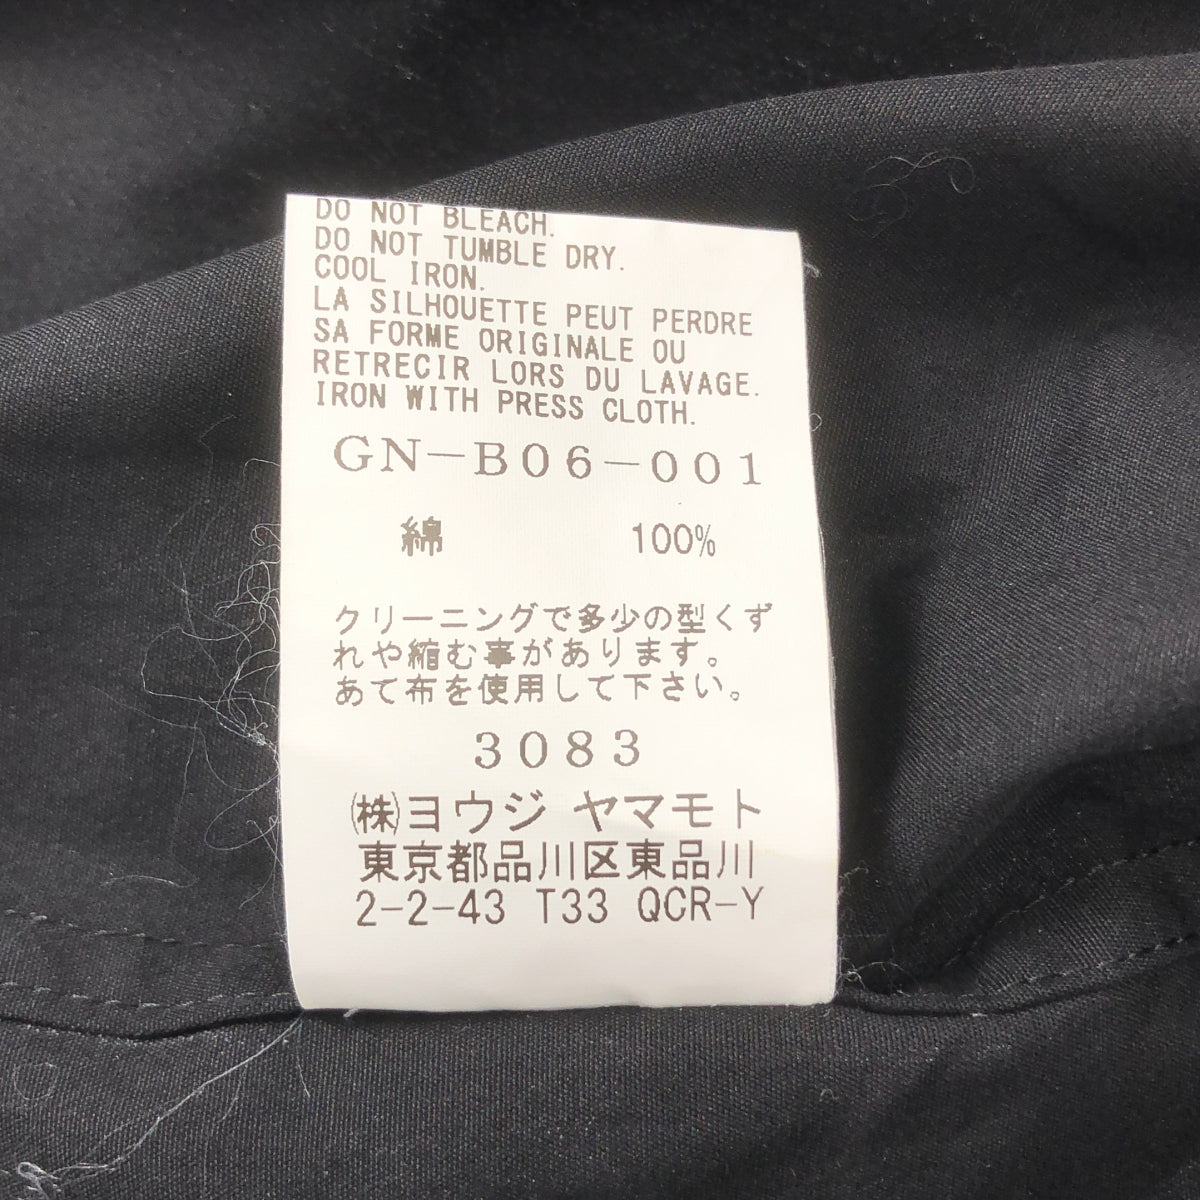 DO NOT BLEACH.
DO NOT TUMBLE DRY.
COOL IRON.
LA SILHOUETTE PEUT PERDRE
SA FORME ORIGINALE OU
RETRECIR LORS DU LAVAGE.
IRON WITH PRESS CLOTH.
GN-B06-001
綿 100%
クリーニングで多少の型くず
れや縮む事があります。
あて布を使用して下さい。
3083
㈱ヨウジ ヤマモト
東京都品川区東品川
2-2-43 T33 QCR-Y